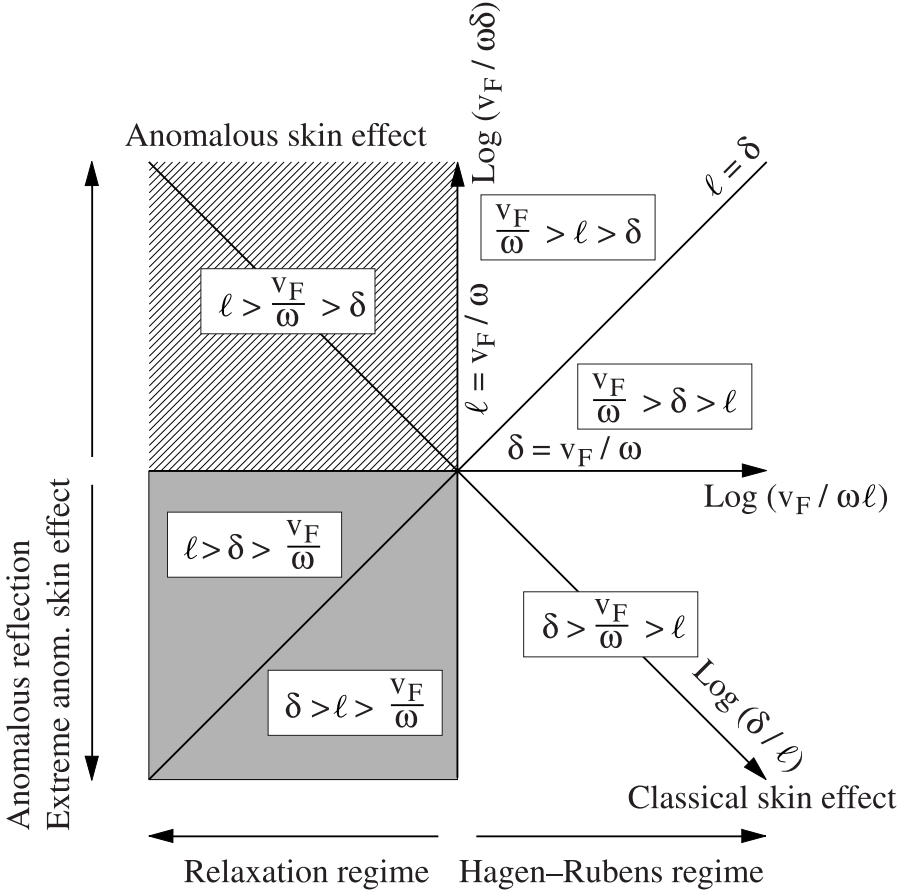 Log (v_F / ωδ)
Anomalous skin effect
ℓ = δ
v_F/ω > ℓ > δ
ℓ > v_F/ω > δ
ℓ = v_F / ω
v_F/ω > δ > ℓ
δ = v_F / ω
Log (v_F / ωℓ)
Anomalous reflection
Extreme anom. skin effect
ℓ > δ > v_F/ω
δ > v_F/ω > ℓ
δ > ℓ > v_F/ω
Log (δ / ℓ)
Classical skin effect
Relaxation regime
Hagen–Rubens regime